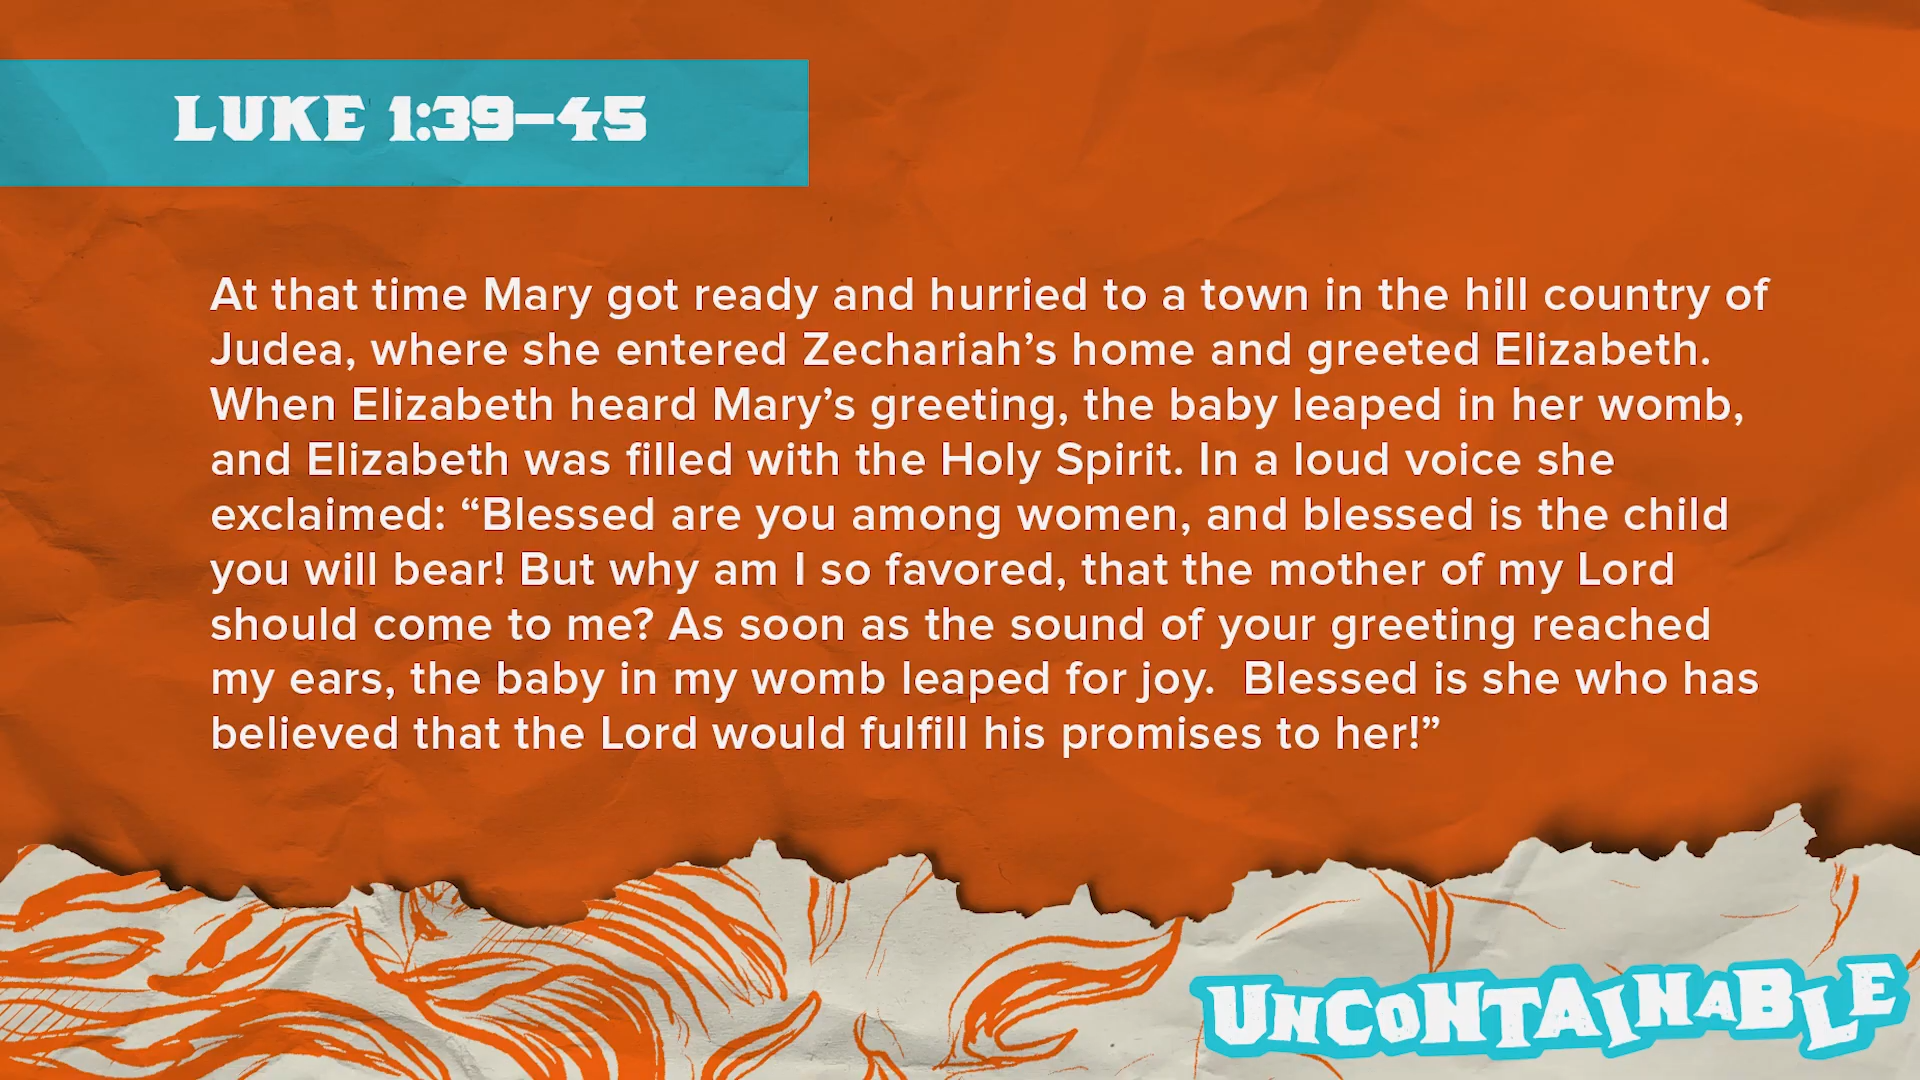 LUKE 1:39–45
At that time Mary got ready and hurried to a town in the hill country of
Judea, where she entered Zechariah’s home and greeted Elizabeth.
When Elizabeth heard Mary’s greeting, the baby leaped in her womb,
and Elizabeth was filled with the Holy Spirit. In a loud voice she
exclaimed: “Blessed are you among women, and blessed is the child
you will bear! But why am I so favored, that the mother of my Lord
should come to me? As soon as the sound of your greeting reached
my ears, the baby in my womb leaped for joy.  Blessed is she who has
believed that the Lord would fulfill his promises to her!”
UNCONTAINABLE